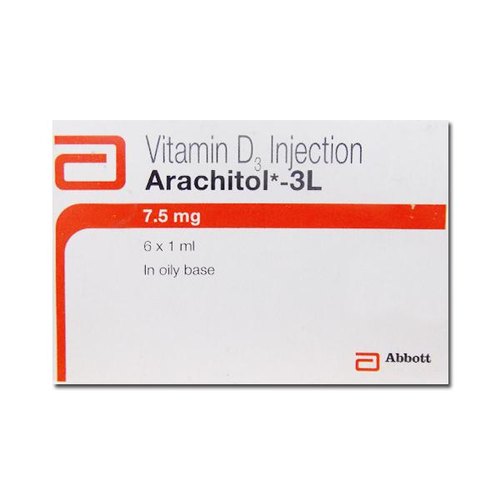 Vitamin D₃ Injection
Arachitol*-3L
7.5 mg
6 x 1 ml
In oily base
Abbott